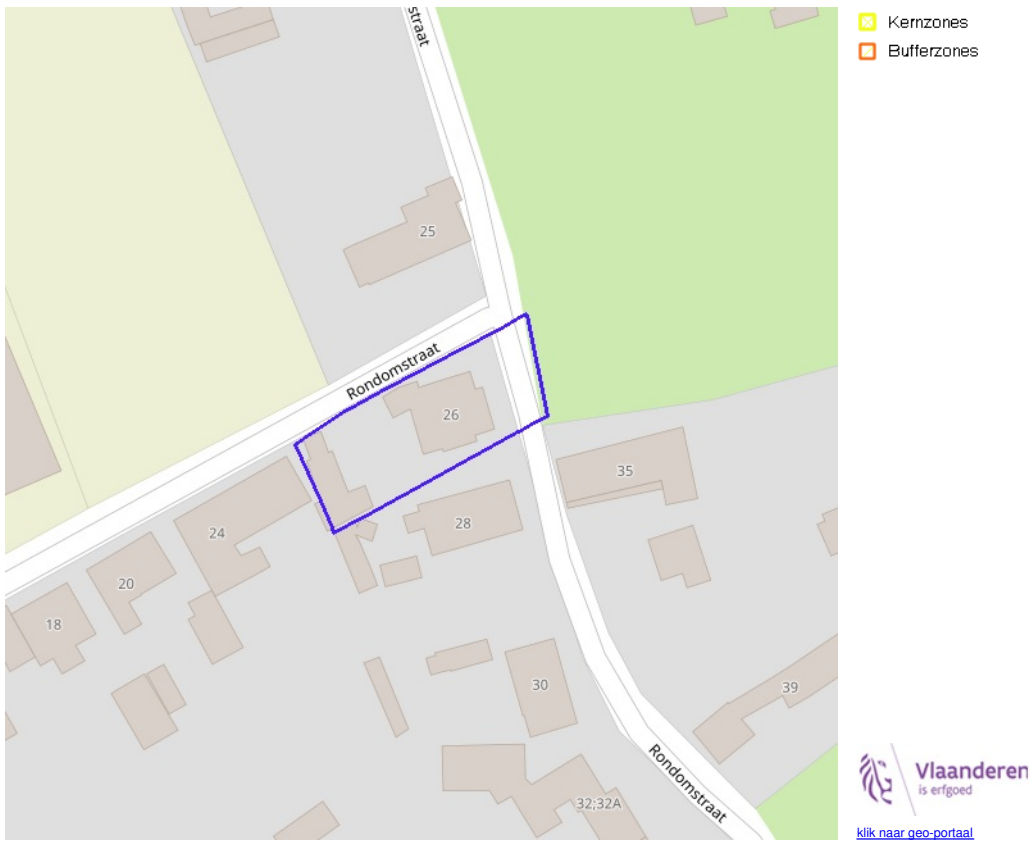 straat
Kernzones
Bufferzones
25
Rondomstraat
26
35
28
24
20
18
30
39
Rondomstraat
32;32A
Vlaanderen
is erfgoed
klik naar geo-portaal